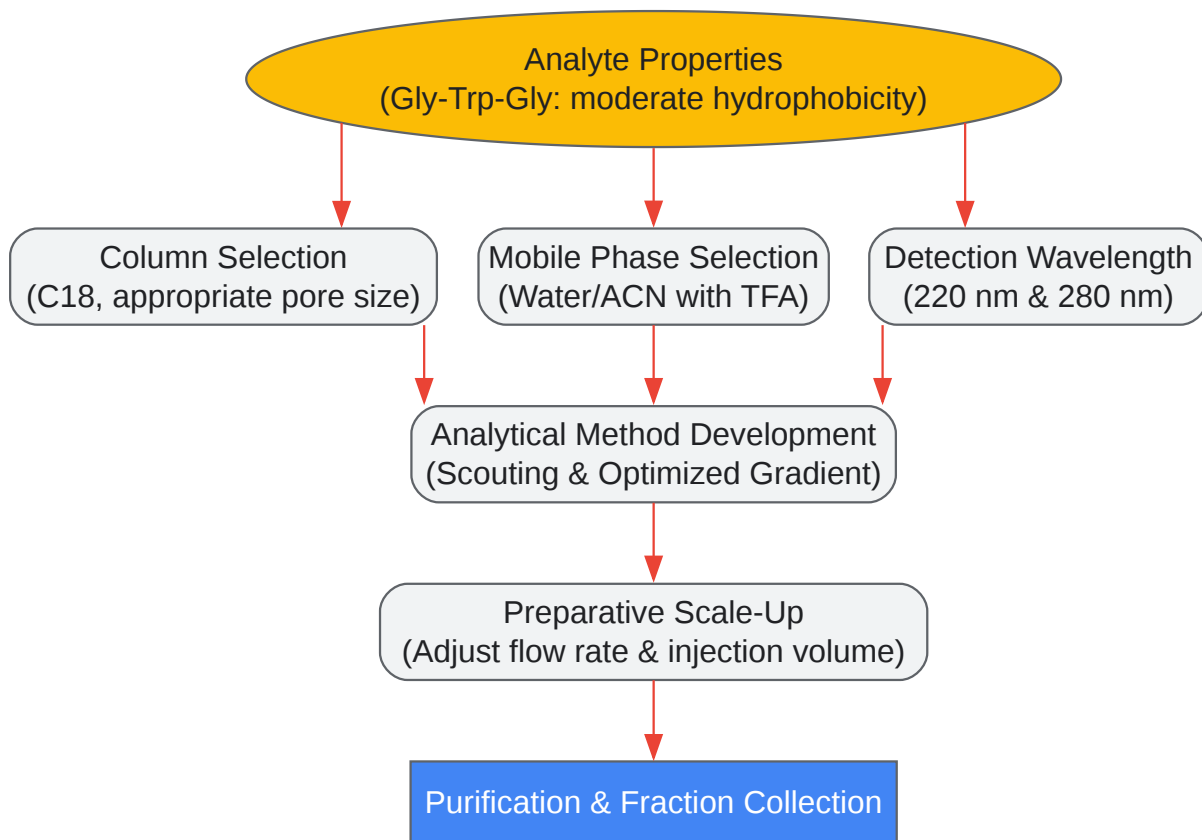 Analyte Properties
(Gly-Trp-Gly: moderate hydrophobicity)
Column Selection
(C18, appropriate pore size)
Mobile Phase Selection
(Water/ACN with TFA)
Detection Wavelength
(220 nm & 280 nm)
Analytical Method Development
(Scouting & Optimized Gradient)
Preparative Scale-Up
(Adjust flow rate & injection volume)
Purification & Fraction Collection